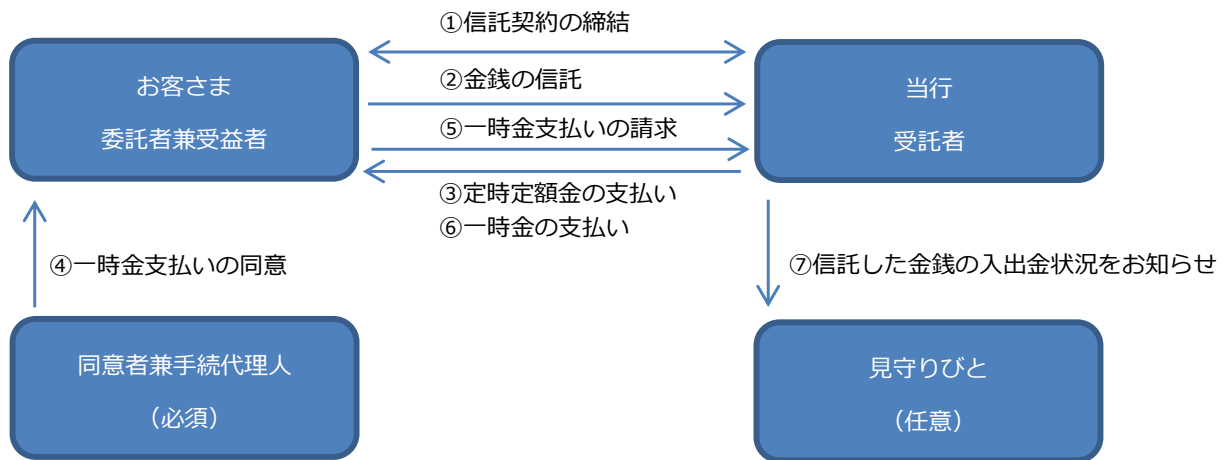 ①信託契約の締結
お客さま
委託者兼受益者
②金銭の信託
⑤一時金支払いの請求
当行
受託者
③定時定額金の支払い
⑥一時金の支払い
④一時金支払いの同意
⑦信託した金銭の入出金状況をお知らせ
同意者兼手続代理人
（必須）
見守りびと
（任意）